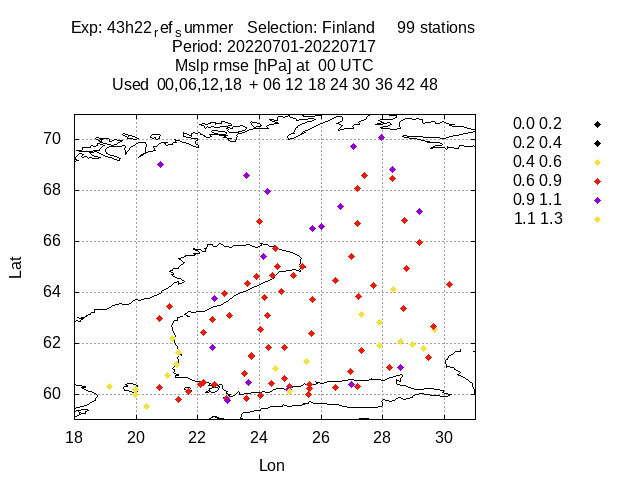 Exp: 43h22refsummer Selection: Finland 99 stations
Period: 20220701-20220717
Mslp rmse [hPa] at 00 UTC
Used 00,06,12,18 + 06 12 18 24 30 36 42 48
0.0 0.2
0.2 0.4
0.4 0.6
0.6 0.9
0.9 1.1
1.1 1.3
70
68
66
64
62
60
Lat
18 20 22 24 26 28 30
Lon